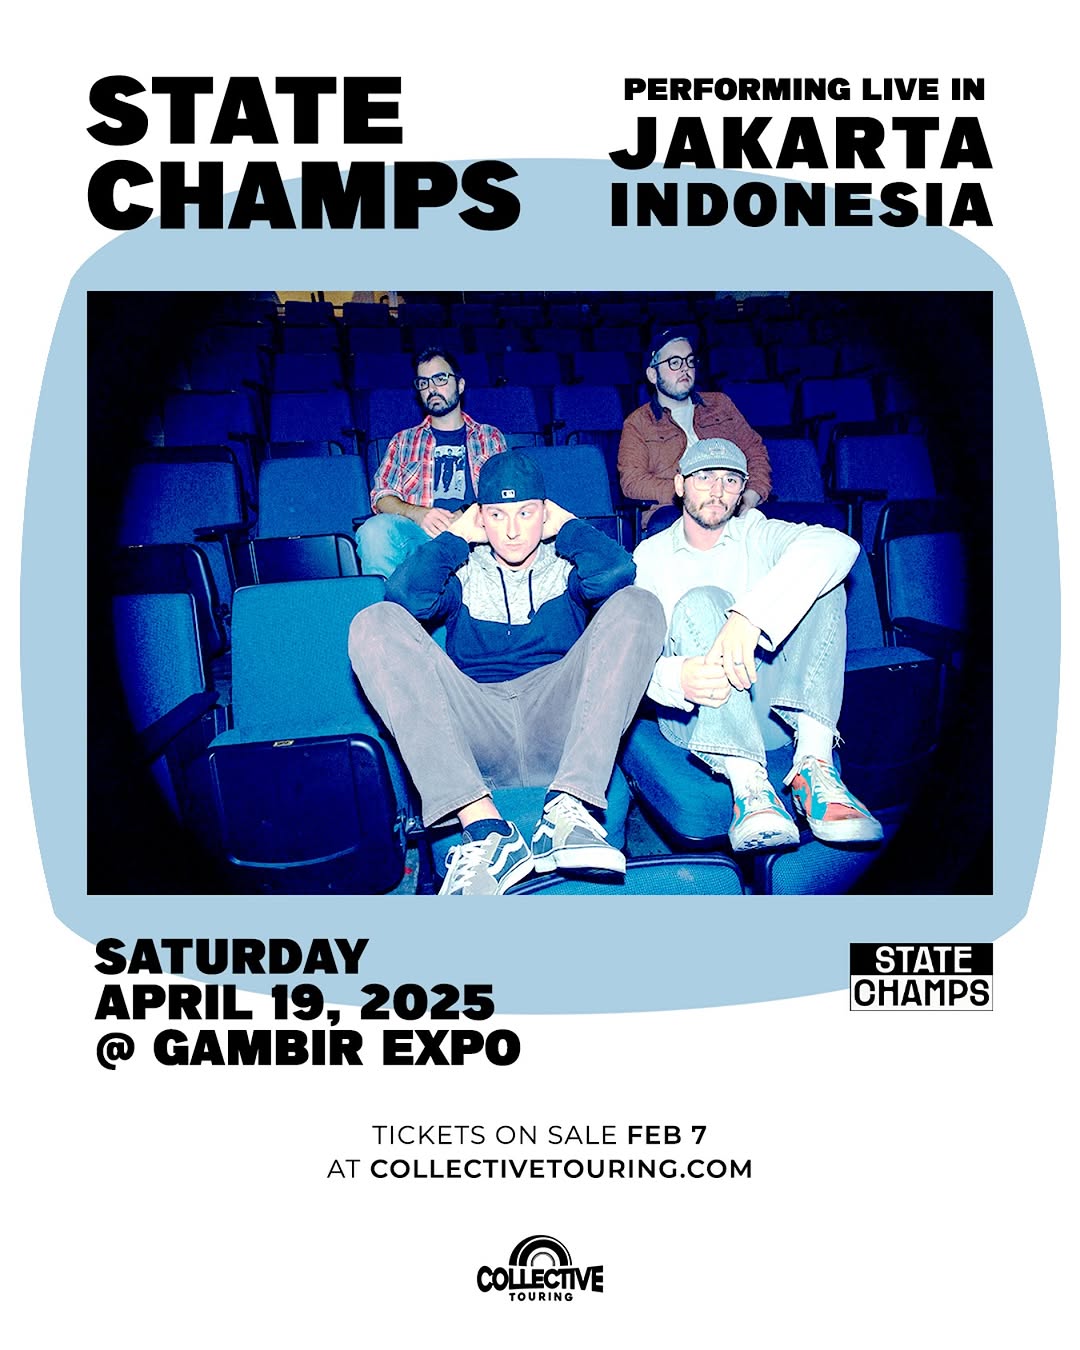 STATE
CHAMPS
PERFORMING LIVE IN
JAKARTA
INDONESIA
SATURDAY
APRIL 19, 2025
@ GAMBIR EXPO
STATE
CHAMPS
TICKETS ON SALE FEB 7
AT COLLECTIVETOURING.COM
COLLECTIVE
TOURING